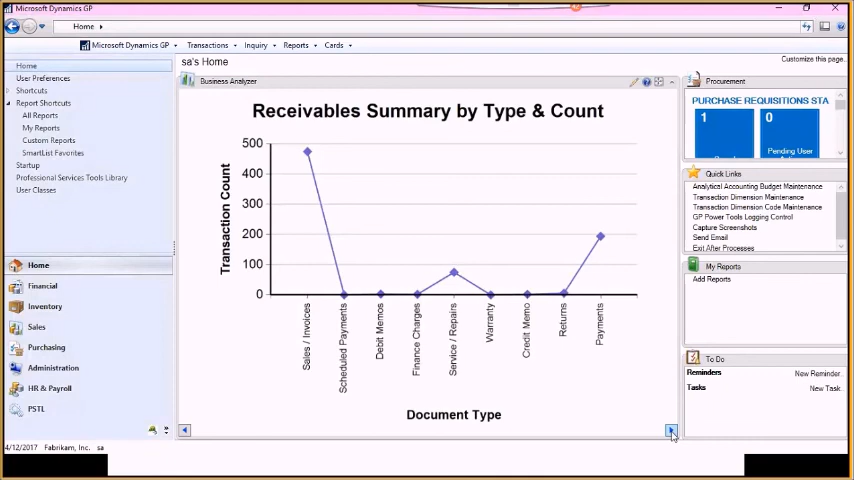 Microsoft Dynamics GP
Home
Microsoft Dynamics GP Transactions Inquiry Reports Cards
sa's Home
Customize this page.
Home
User Preferences
Shortcuts
Report Shortcuts
All Reports
My Reports
Custom Reports
SmartList Favorites
Startup
Professional Services Tools Library
User Classes
Home
Financial
Inventory
Sales
Purchasing
Administration
HR & Payroll
PSTL
Business Analyzer
Receivables Summary by Type & Count
Transaction Count
500
400
300
200
100
0
Sales / Invoices
Scheduled Payments
Debit Memos
Finance Charges
Service / Repairs
Warranty
Credit Memo
Returns
Payments
Document Type
Procurement
PURCHASE REQUISITIONS STA
1
0
Pending User
Quick Links
Analytical Accounting Budget Maintenance
Transaction Dimension Maintenance
Transaction Dimension Code Maintenance
GP Power Tools Logging Control
Capture Screenshots
Send Email
Exit After Processes
My Reports
Add Reports
To Do
Reminders New Reminder.
Tasks New Task.
4/12/2017 Fabrikam, Inc. sa